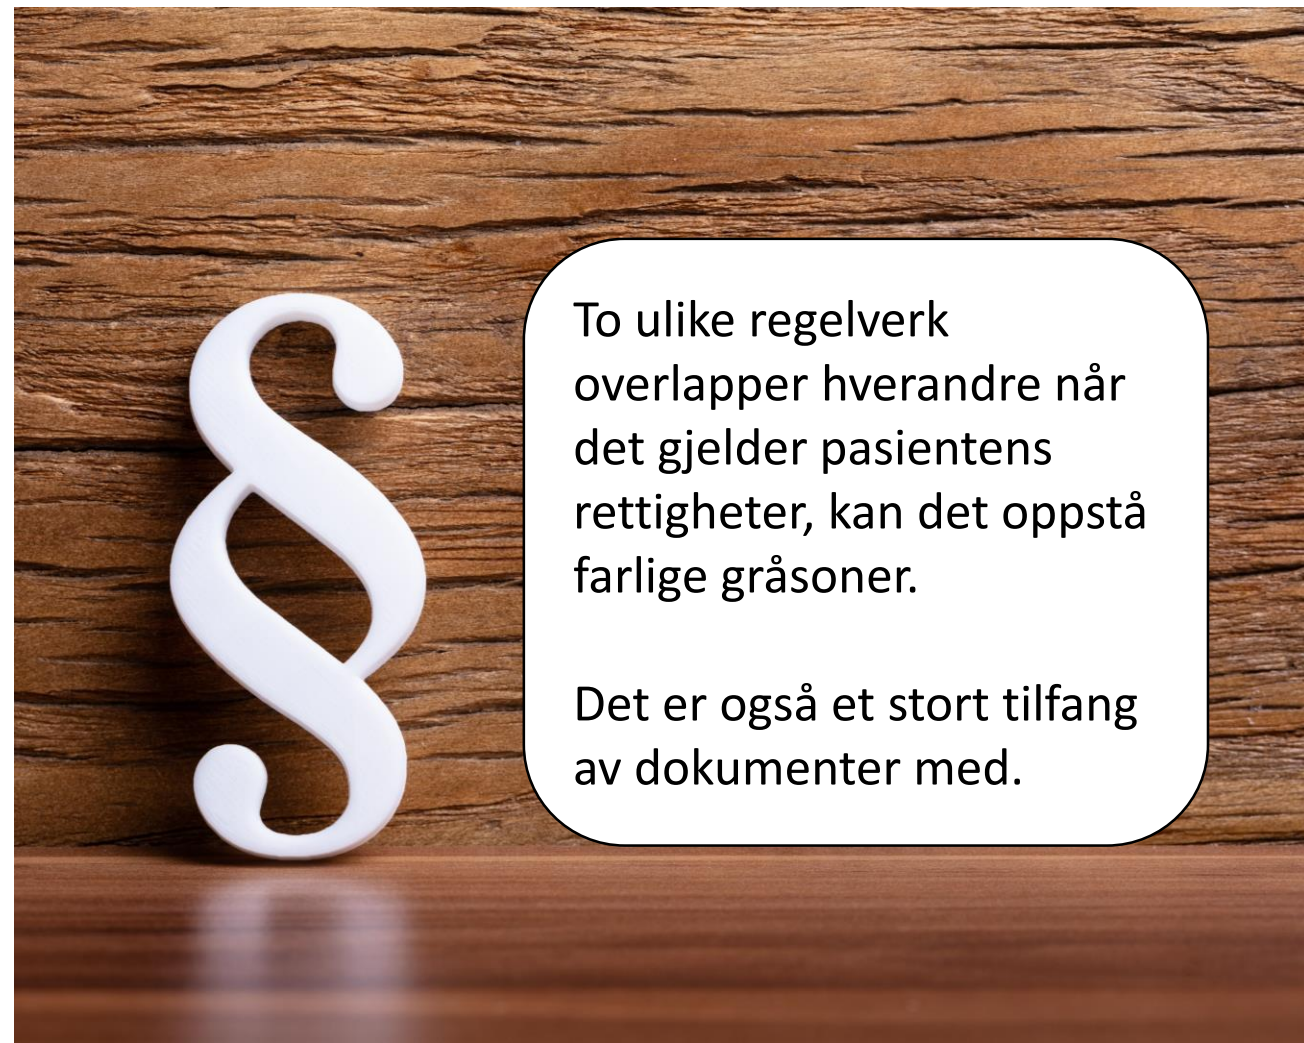 §
To ulike regelverk
overlapper hverandre når
det gjelder pasientens
rettigheter, kan det oppstå
farlige gråsoner.
Det er også et stort tilfang
av dokumenter med.